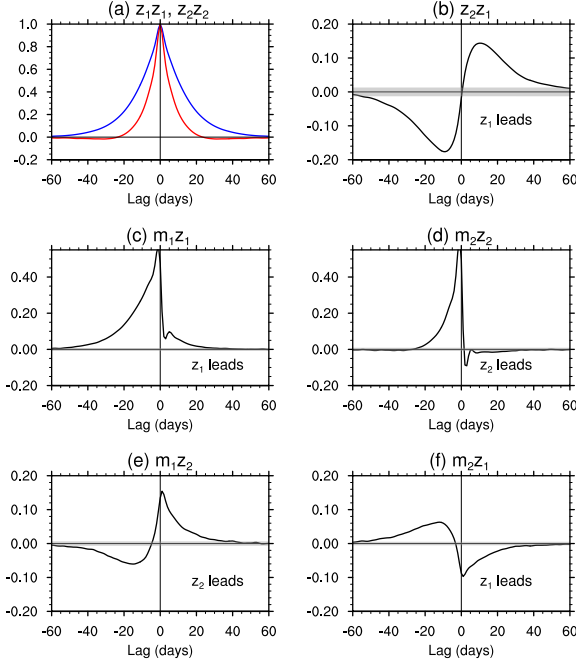 (a) z₁z₁, z₂z₂
1.0
0.8
0.6
0.4
0.2
0.0
-0.2
-60 -40 -20 0 20 40 60
Lag (days)
(b) z₂z₁
0.20
0.10
0.00
-0.10
-0.20
z₁ leads
-60 -40 -20 0 20 40 60
Lag (days)
(c) m₁z₁
0.40
0.20
0.00
-0.20
z₁ leads
-60 -40 -20 0 20 40 60
Lag (days)
(d) m₂z₂
0.40
0.20
0.00
-0.20
z₂ leads
-60 -40 -20 0 20 40 60
Lag (days)
(e) m₁z₂
0.20
0.10
0.00
-0.10
-0.20
z₂ leads
-60 -40 -20 0 20 40 60
Lag (days)
(f) m₂z₁
0.20
0.10
0.00
-0.10
-0.20
z₁ leads
-60 -40 -20 0 20 40 60
Lag (days)